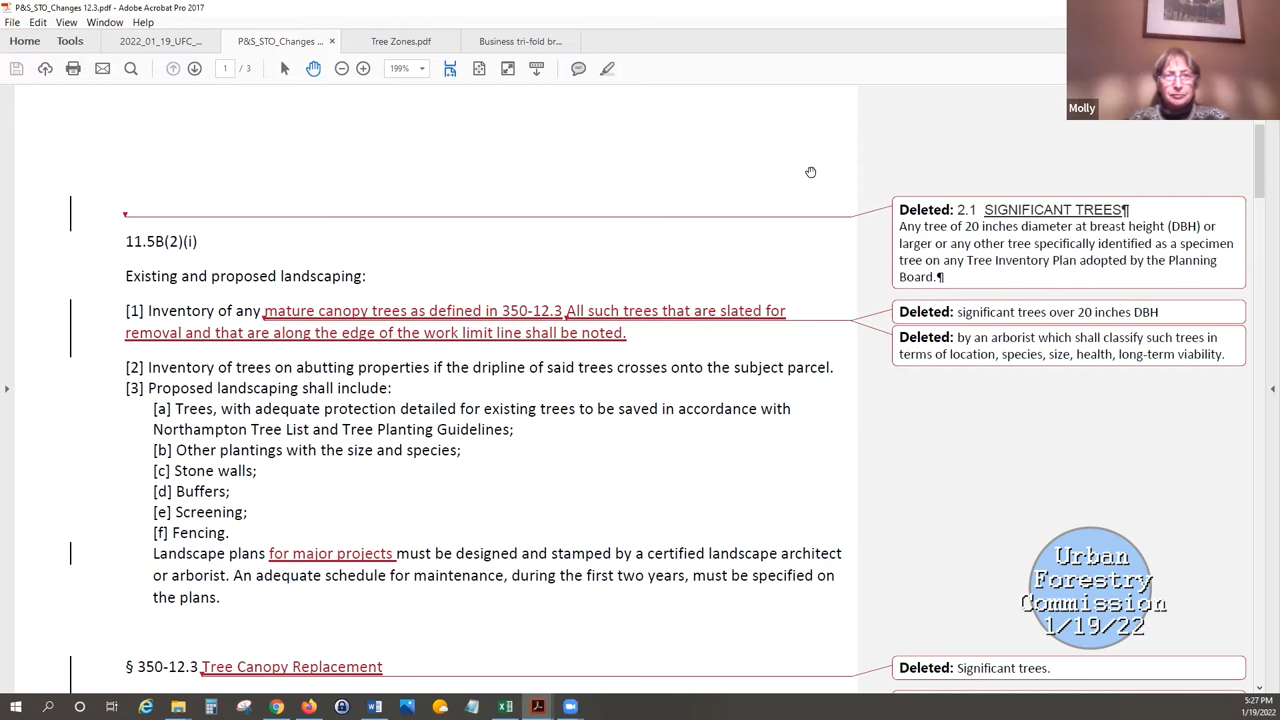 P&S_STO_Changes 12.3.pdf - Adobe Acrobat Pro 2017
File Edit View Window Help
Home Tools 2022_01_19_UFC_... P&S_STO_Changes ... × Tree Zones.pdf Business tri-fold br...
1 / 3 199%
Molly
11.5B(2)(i)
Existing and proposed landscaping:
[1] Inventory of any mature canopy trees as defined in 350-12.3 All such trees that are slated for
removal and that are along the edge of the work limit line shall be noted.
[2] Inventory of trees on abutting properties if the dripline of said trees crosses onto the subject parcel.
[3] Proposed landscaping shall include:
[a] Trees, with adequate protection detailed for existing trees to be saved in accordance with
Northampton Tree List and Tree Planting Guidelines;
[b] Other plantings with the size and species;
[c] Stone walls;
[d] Buffers;
[e] Screening;
[f] Fencing.
Landscape plans for major projects must be designed and stamped by a certified landscape architect
or arborist. An adequate schedule for maintenance, during the first two years, must be specified on
the plans.
§ 350-12.3 Tree Canopy Replacement
Deleted: 2.1 SIGNIFICANT TREES¶
Any tree of 20 inches diameter at breast height (DBH) or
larger or any other tree specifically identified as a specimen
tree on any Tree Inventory Plan adopted by the Planning
Board.¶
Deleted: significant trees over 20 inches DBH
Deleted: by an arborist which shall classify such trees in
terms of location, species, size, health, long-term viability.
Urban
Forestry
Commission
1/19/22
Deleted: Significant trees.
5:27 PM
1/19/2022